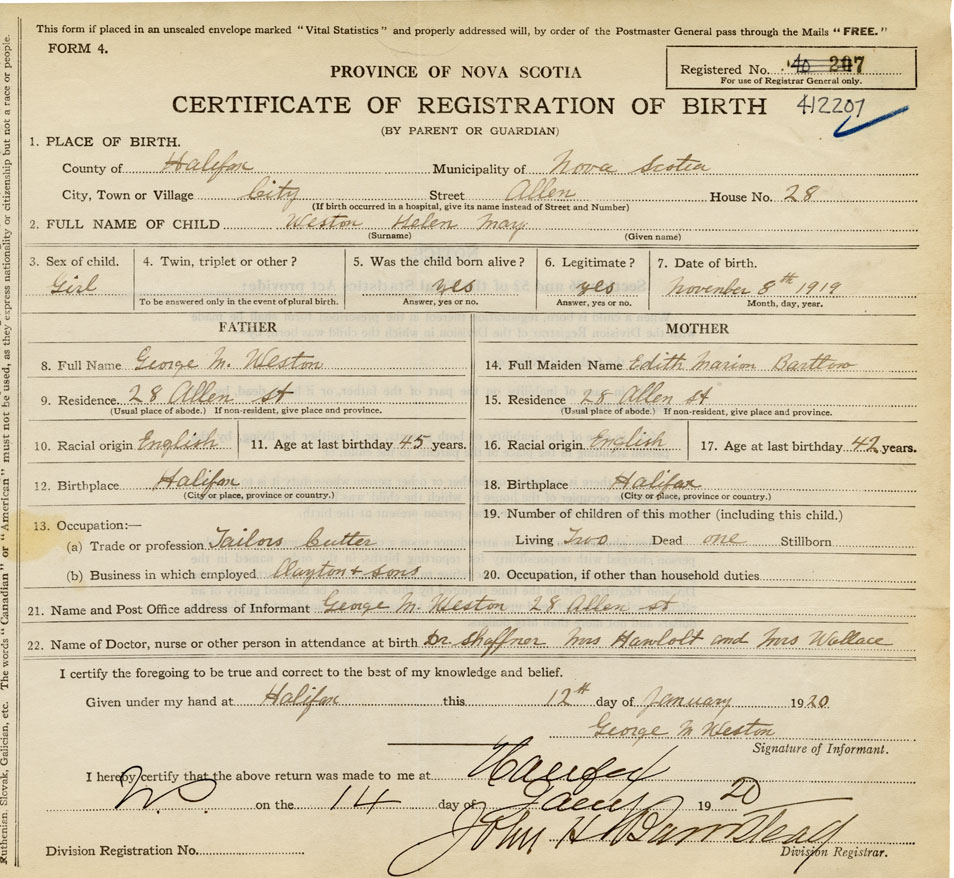 This form if placed in an unsealed envelope marked "Vital Statistics" and properly addressed will, by order of the Postmaster General pass through the Mails "FREE."
FORM 4.
Registered No. 207
For use of Registrar General only.
PROVINCE OF NOVA SCOTIA
CERTIFICATE OF REGISTRATION OF BIRTH 412207
(BY PARENT OR GUARDIAN)
1. PLACE OF BIRTH.
County of Halifax Municipality of Nova Scotia
City, Town or Village City Street Allen House No. 28
(If birth occurred in a hospital, give its name instead of Street and Number)
2. FULL NAME OF CHILD Weston Helen May
(Surname) (Given name)
3. Sex of child. 4. Twin, triplet or other? 5. Was the child born alive? 6. Legitimate? 7. Date of birth.
Girl yes yes November 8th 1919
To be answered only in the event of plural birth. Answer, yes or no. Answer, yes or no. Month, day, year.
FATHER MOTHER
8. Full Name George M. Weston 14. Full Maiden Name Edith Marion
9. Residence 28 Allen st 15. Residence 28 Allen st
(Usual place of abode.) If non-resident, give place and province. (Usual place of abode.) If non-resident, give place and province.
10. Racial origin English 11. Age at last birthday 45 years. 16. Racial origin English 17. Age at last birthday 42 years.
12. Birthplace Halifax 18. Birthplace Halifax
(City or place, province or country.) (City or place, province or country.)
13. Occupation:— 19. Number of children of this mother (including this child.)
(a) Trade or profession Tailors Cutter Living Two Dead one Stillborn
(b) Business in which employed Clayton + sons 20. Occupation, if other than household duties
21. Name and Post Office address of Informant George M. Weston 28 Allen st
22. Name of Doctor, nurse or other person in attendance at birth Dr Shaffner Mrs and Mrs Wallace
I certify the foregoing to be true and correct to the best of my knowledge and belief.
Given under my hand at Halifax this 12th day of January 1920
George M Weston
Signature of Informant.
I hereby certify that the above return was made to me at Halifax
N.S. on the 14 day of Jany 1920
John H Barnstead
Division Registration No. Division Registrar.
Ruthenian, Slovak, Galician, etc. The words "Canadian" or "American" must not be used, as they express nationality or citizenship but not a race or people.